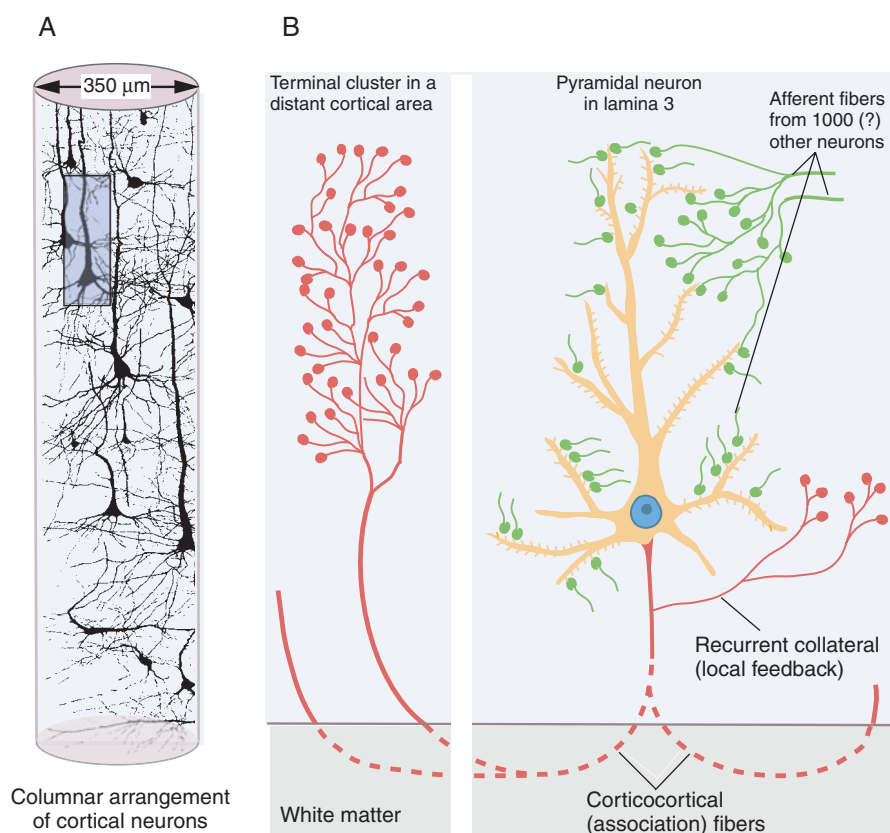 A
B
350 µm
Terminal cluster in a
distant cortical area
Pyramidal neuron
in lamina 3
Afferent fibers
from 1000 (?)
other neurons
Recurrent collateral
(local feedback)
White matter
Corticocortical
(association) fibers
Columnar arrangement
of cortical neurons